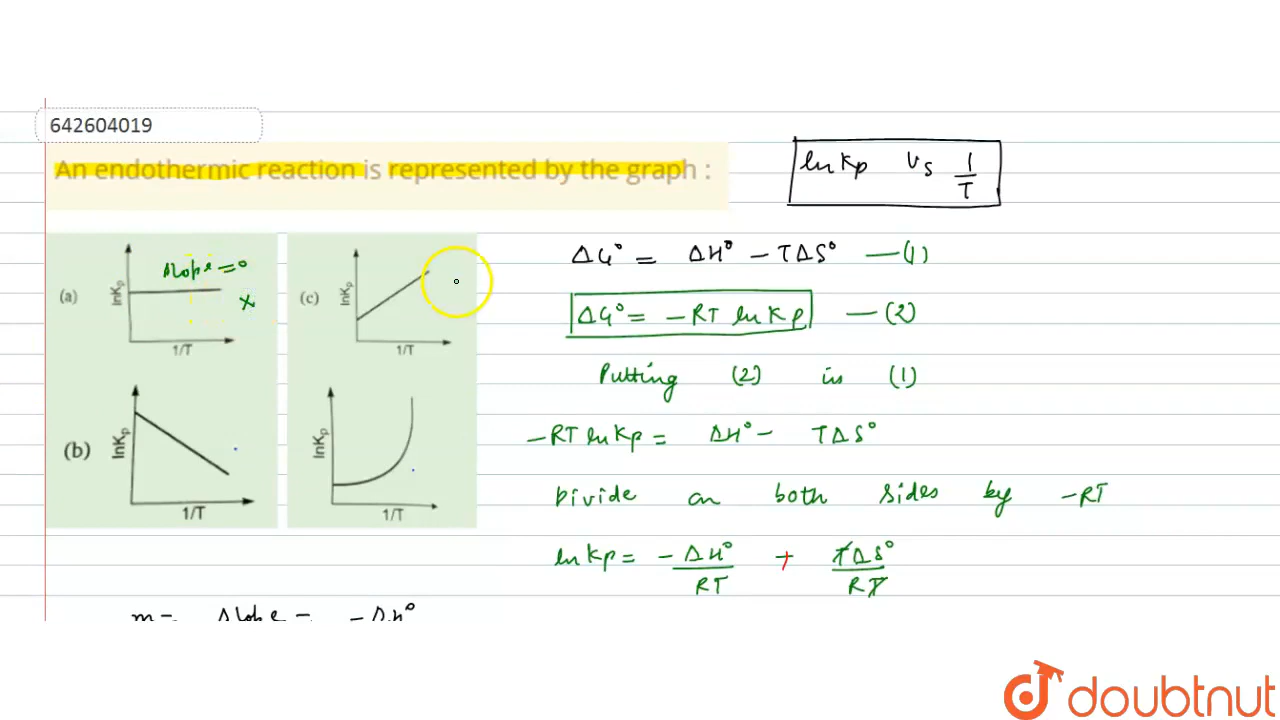 642604019
An endothermic reaction is represented by the graph :
ln Kp vs 1/T
(a)
lnKp
slope = 0
×
1/T
(c)
lnKp
1/T
(b)
lnKp
1/T
lnKp
1/T
ΔG° = ΔH° – TΔS° —(1)
ΔG° = – RT ln Kp —(2)
Putting (2) in (1)
–RT ln Kp = ΔH° – TΔS°
Divide on both sides by –RT
ln Kp = –ΔH°/RT + TΔS°/RT
m = slope = –ΔH°
doubtnut